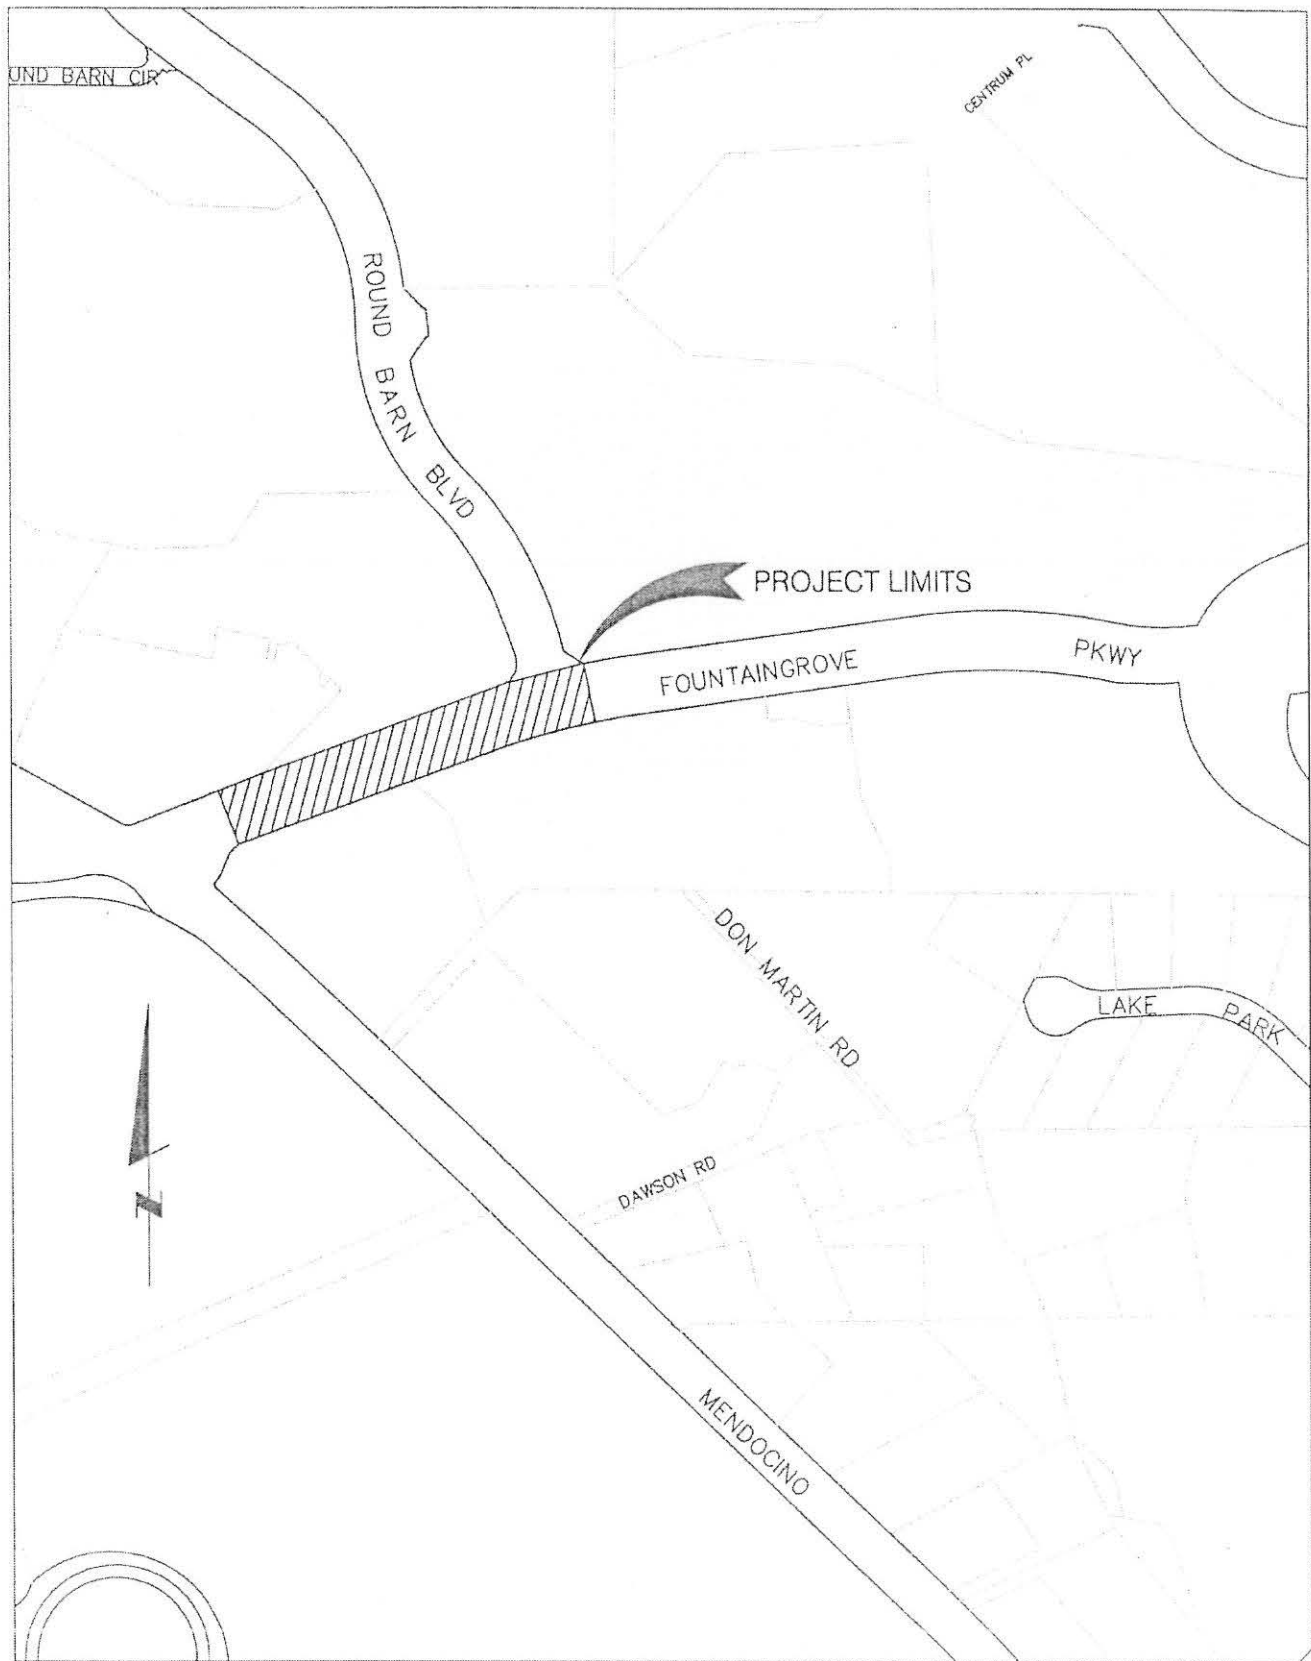 UND BARN CIR
CENTRUM PL
ROUND BARN BLVD
PROJECT LIMITS
FOUNTAINGROVE PKWY
DON MARTIN RD
LAKE PARK
DAWSON RD
N
MENDOCINO